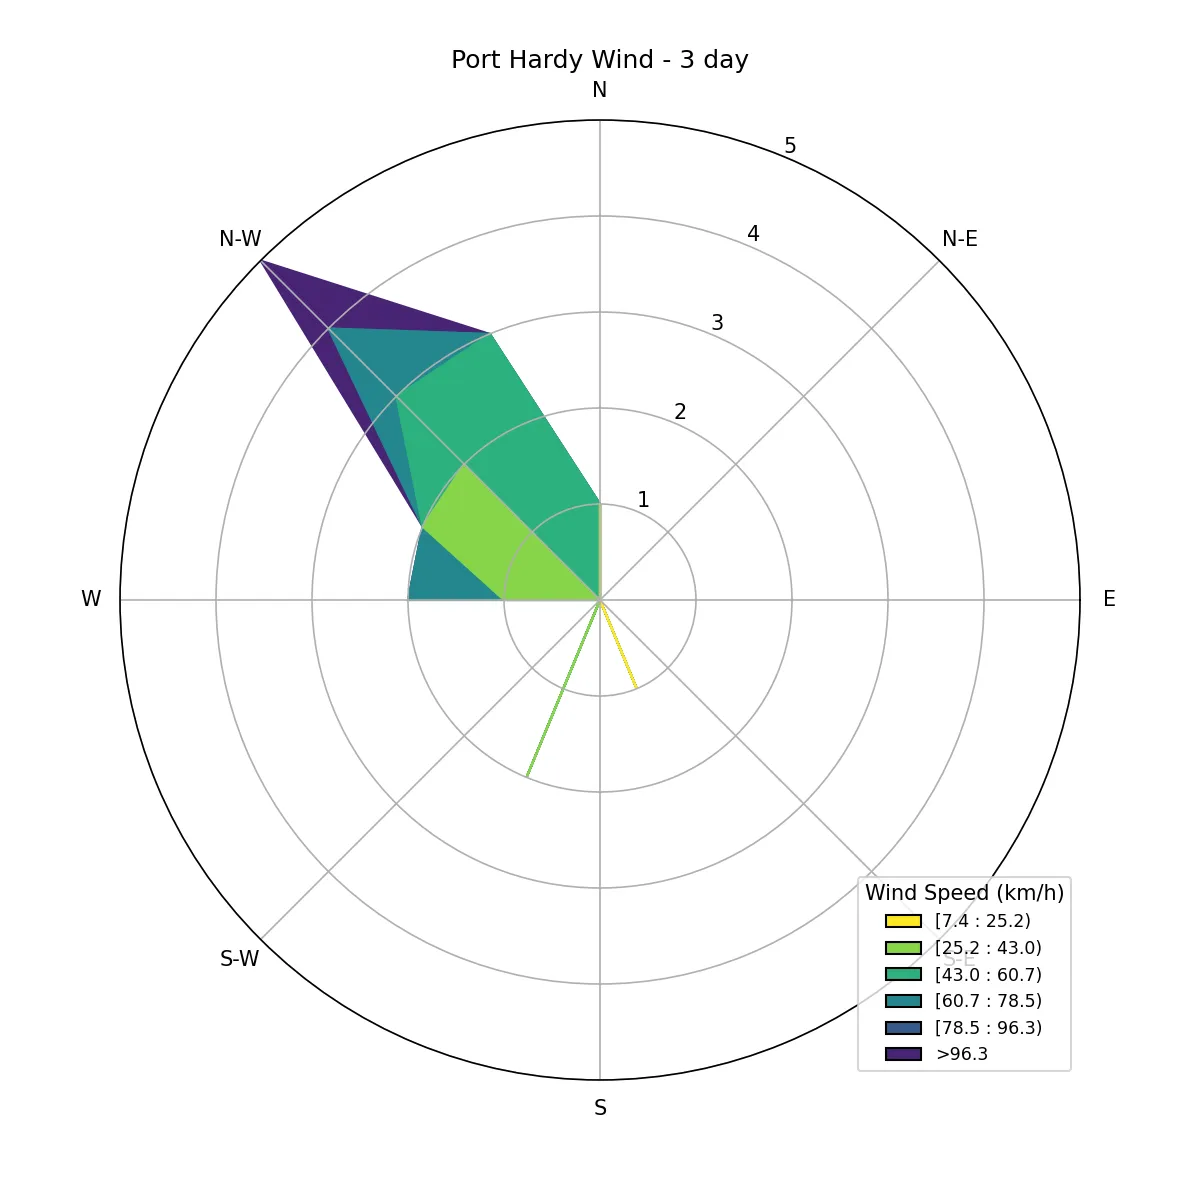 Port Hardy Wind - 3 day
N
5
N-W
4
N-E
3
2
1
W
E
S-W
S-E
S
Wind Speed (km/h)
[7.4 : 25.2)
[25.2 : 43.0)
[43.0 : 60.7)
[60.7 : 78.5)
[78.5 : 96.3)
>96.3